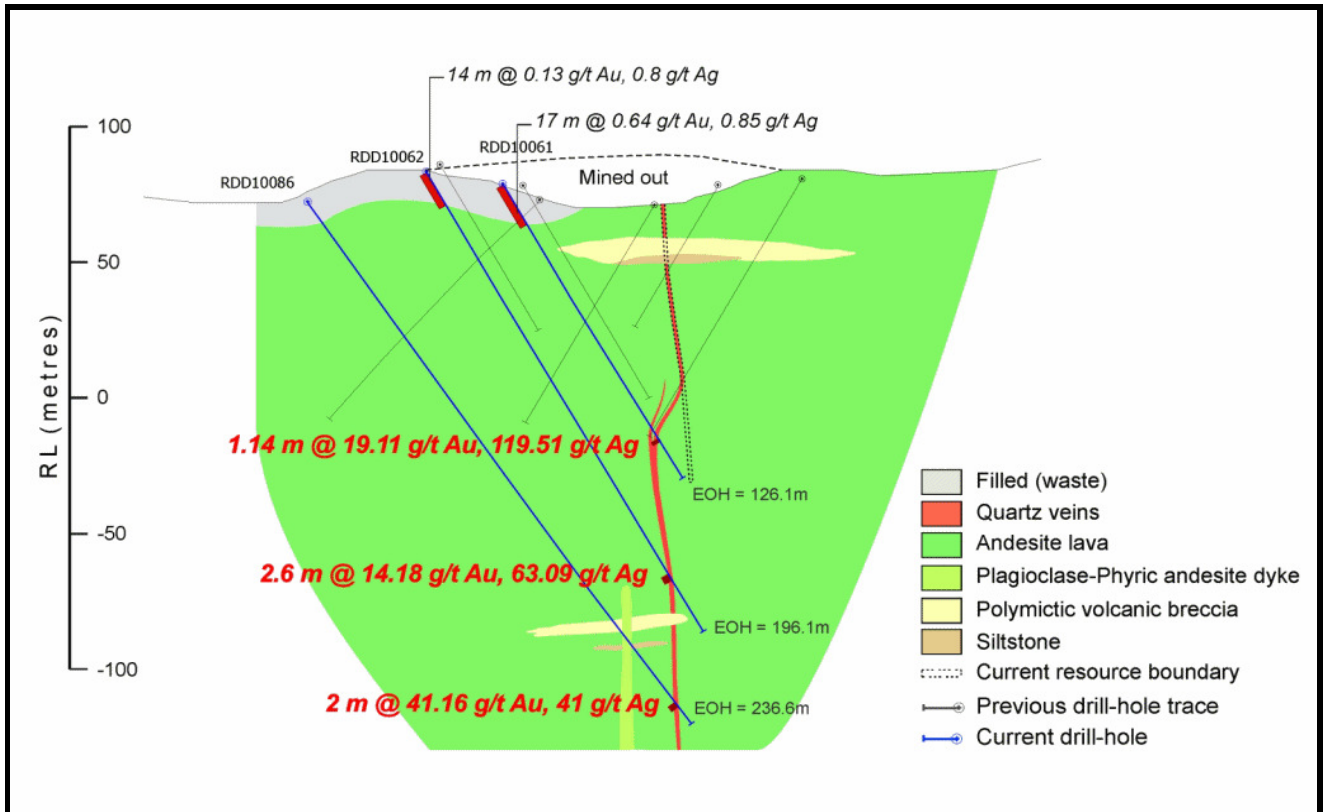 14 m @ 0.13 g/t Au, 0.8 g/t Ag
17 m @ 0.64 g/t Au, 0.85 g/t Ag
100
RDD10062
RDD10061
RDD10086
Mined out
50
0
RL (metres)
1.14 m @ 19.11 g/t Au, 119.51 g/t Ag
EOH = 126.1m
-50
2.6 m @ 14.18 g/t Au, 63.09 g/t Ag
EOH = 196.1m
-100
2 m @ 41.16 g/t Au, 41 g/t Ag
EOH = 236.6m
Filled (waste)
Quartz veins
Andesite lava
Plagioclase-Phyric andesite dyke
Polymictic volcanic breccia
Siltstone
Current resource boundary
Previous drill-hole trace
Current drill-hole